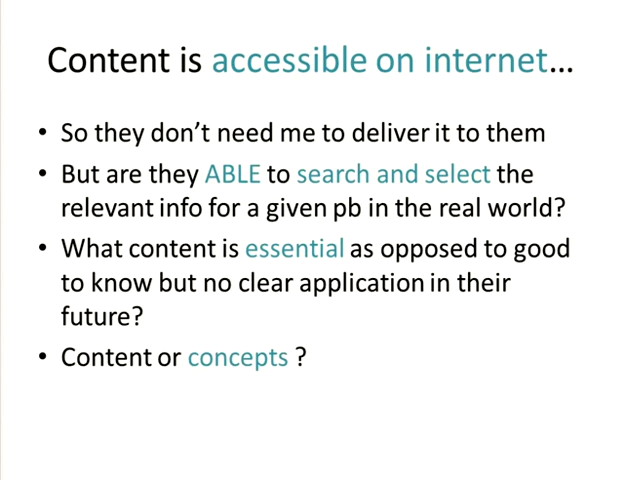 Content is accessible on internet…
• So they don't need me to deliver it to them
• But are they ABLE to search and select the
relevant info for a given pb in the real world?
• What content is essential as opposed to good
to know but no clear application in their
future?
• Content or concepts ?